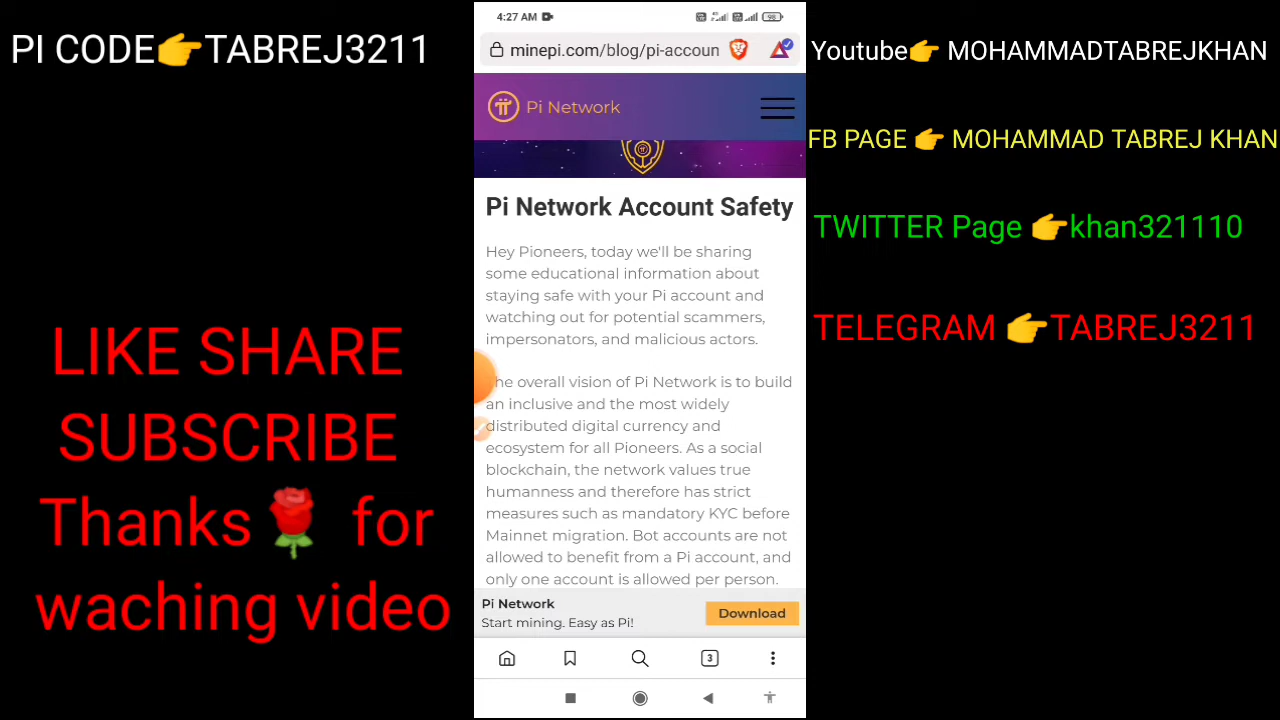 PI CODE👉TABREJ3211
LIKE SHARE
SUBSCRIBE
Thanks🌹 for
waching video
4:27 AM
98
minepi.com/blog/pi-accoun
Pi Network
Pi Network Account Safety
Hey Pioneers, today we'll be sharing
some educational information about
staying safe with your Pi account and
watching out for potential scammers,
impersonators, and malicious actors.
The overall vision of Pi Network is to build
an inclusive and the most widely
distributed digital currency and
ecosystem for all Pioneers. As a social
blockchain, the network values true
humanness and therefore has strict
measures such as mandatory KYC before
Mainnet migration. Bot accounts are not
allowed to benefit from a Pi account, and
only one account is allowed per person.
Pi Network
Start mining. Easy as Pi!
Download
3
Youtube👉 MOHAMMADTABREJKHAN
FB PAGE 👉 MOHAMMAD TABREJ KHAN
TWITTER Page 👉khan321110
TELEGRAM 👉TABREJ3211